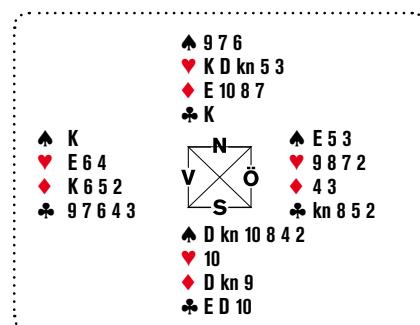 ♠ 9 7 6
♥ K D kn 5 3
♦ E 10 8 7
♣ K
♠ K
♥ E 6 4
♦ K 6 5 2
♣ 9 7 6 4 3
N
V Ö
S
♠ E 5 3
♥ 9 8 7 2
♦ 4 3
♣ kn 8 5 2
♠ D kn 10 8 4 2
♥ 10
♦ D kn 9
♣ E D 10